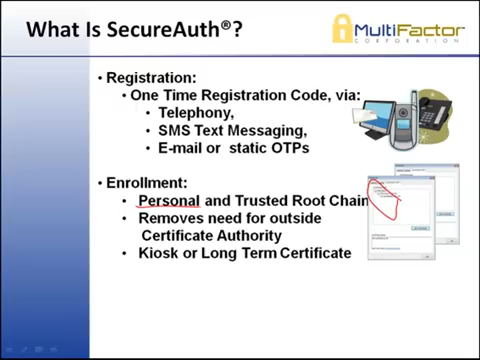 What Is SecureAuth®?
MultiFactor
CORPORATION
• Registration:
• One Time Registration Code, via:
• Telephony,
• SMS Text Messaging,
• E-mail or static OTPs
• Enrollment:
• Personal and Trusted Root Chain
• Removes need for outside
Certificate Authority
• Kiosk or Long Term Certificate